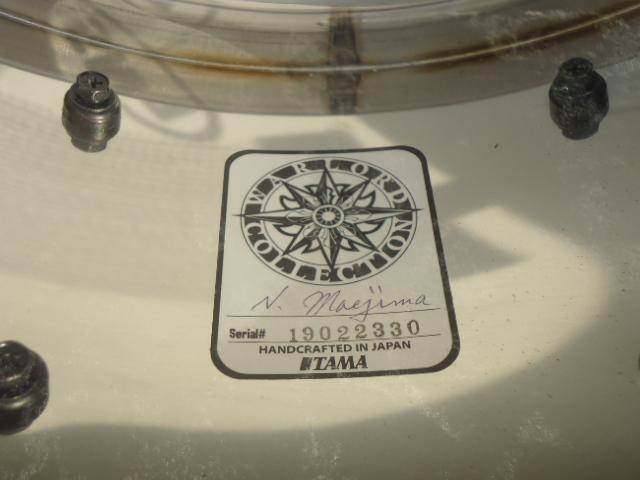 WARLORD
COLLECTION
N. Maejima
Serial# 19022330
HANDCRAFTED IN JAPAN
TAMA